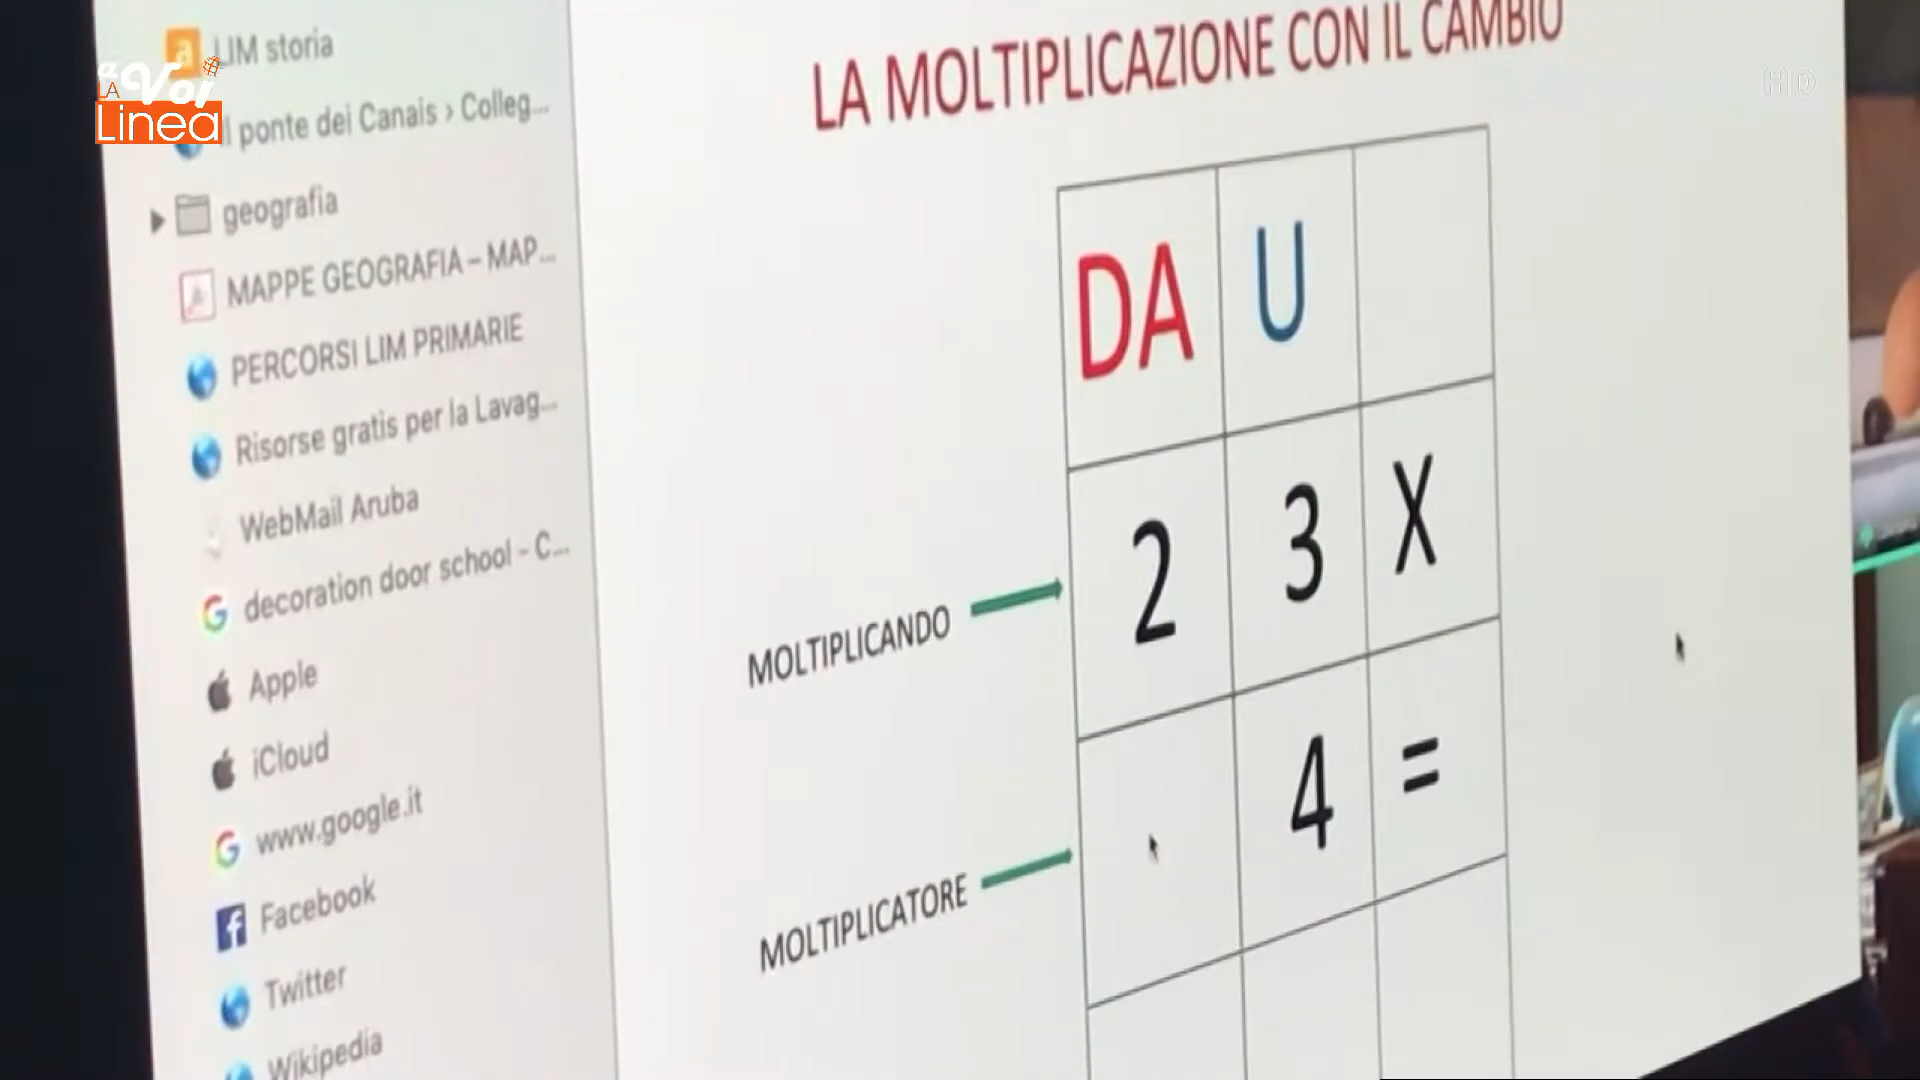 a Voi
LA
Linea
HD
LIM storia
Il ponte dei Canais › Colleg...
geografia
MAPPE GEOGRAFIA – MAP...
PERCORSI LIM PRIMARIE
Risorse gratis per la Lavag...
WebMail Aruba
decoration door school - C...
Apple
iCloud
www.google.it
Facebook
Twitter
Wikipedia
LA MOLTIPLICAZIONE CON IL CAMBIO
DA U
MOLTIPLICANDO 2 3 X
MOLTIPLICATORE 4 =